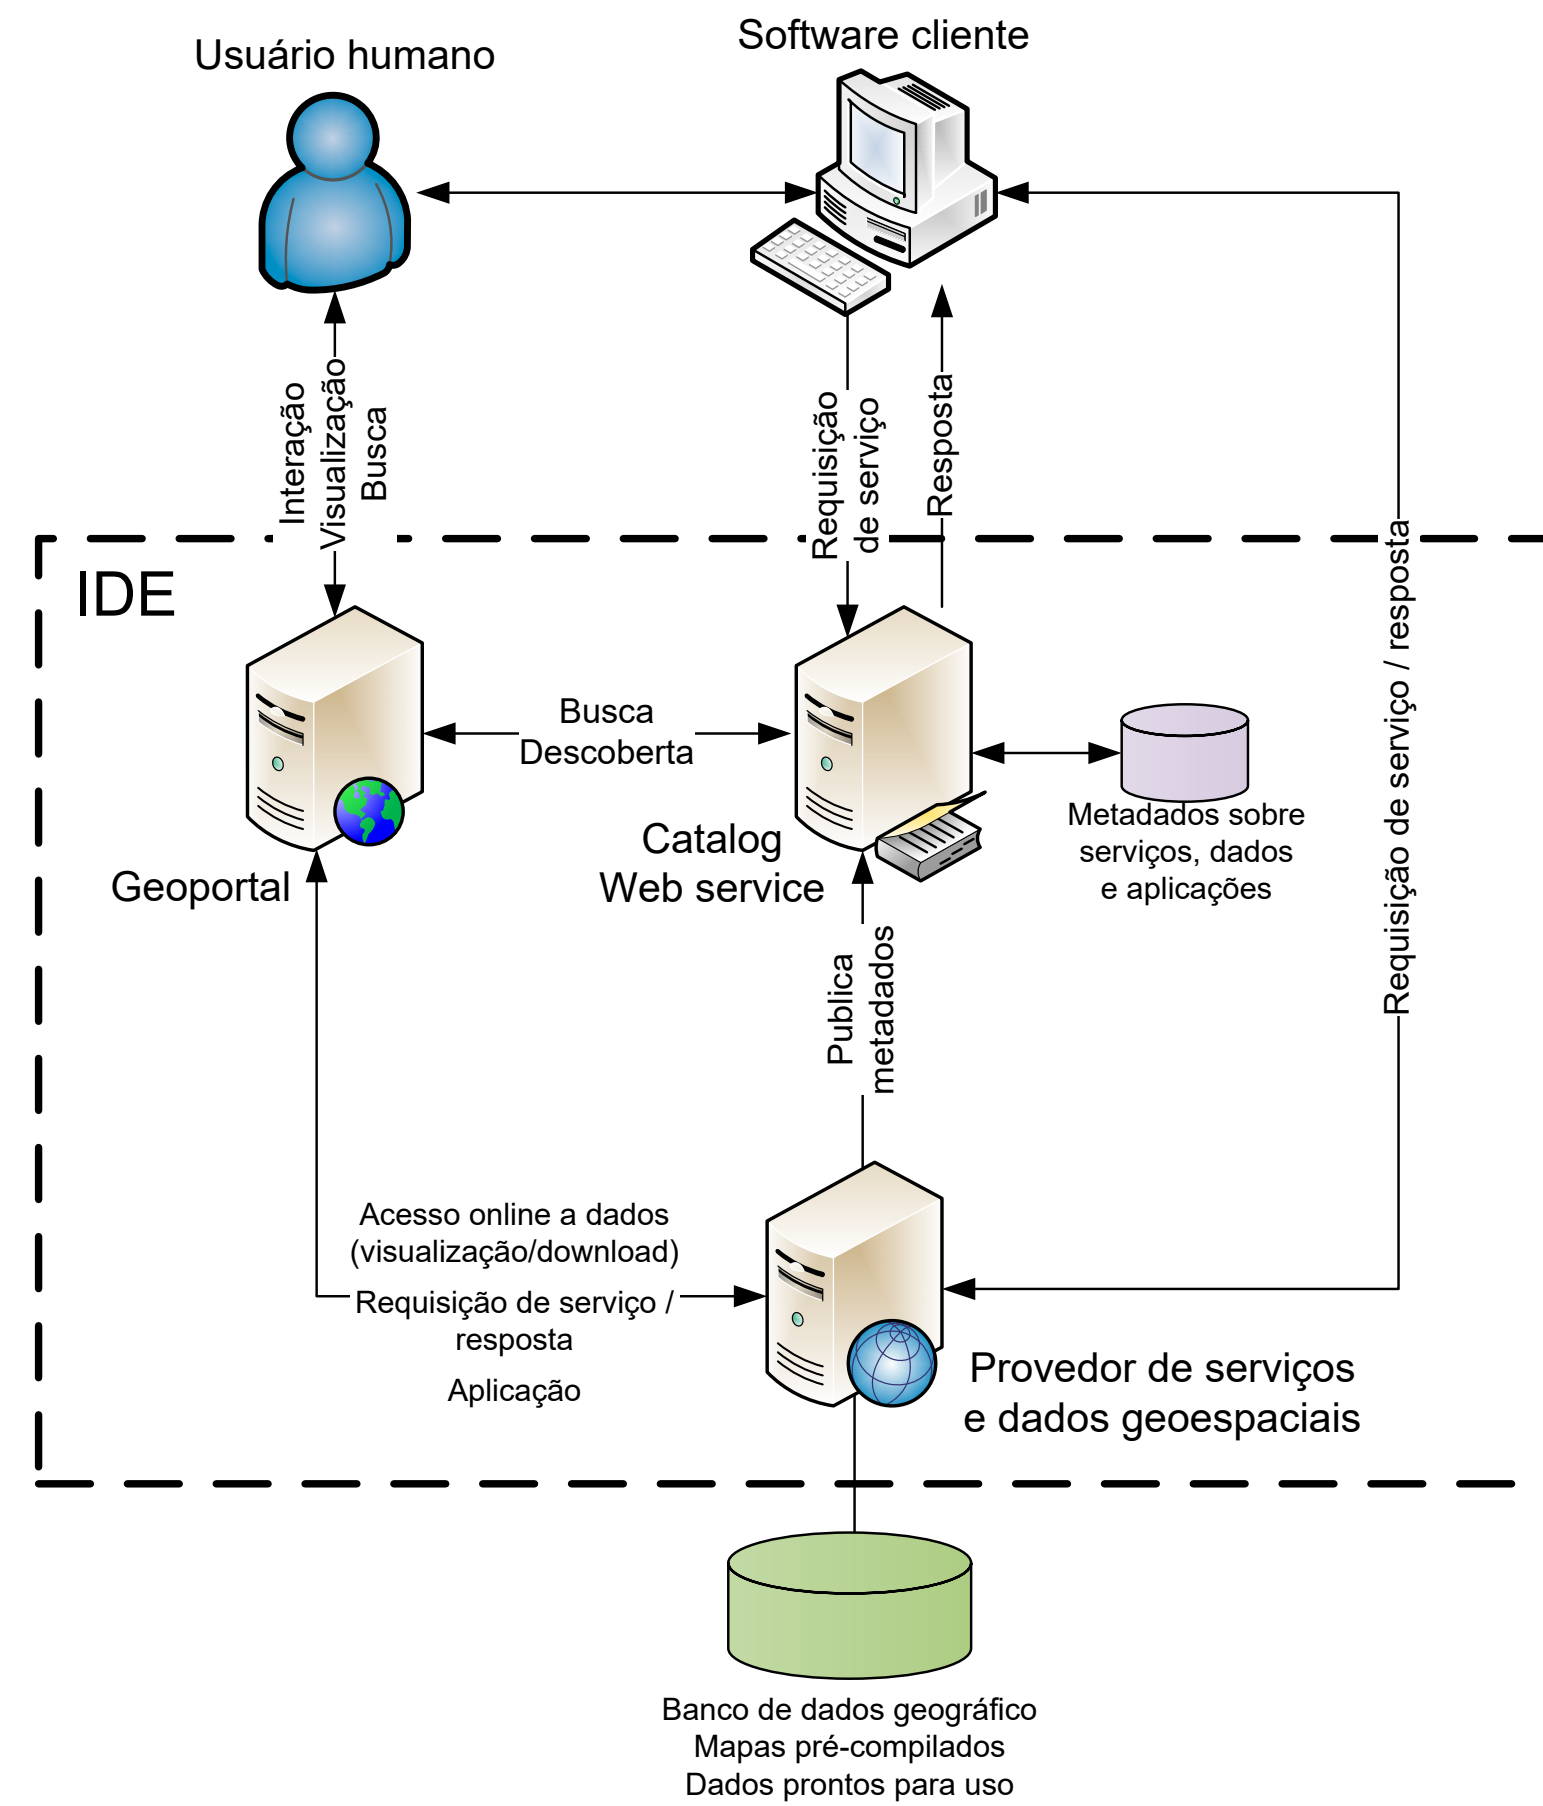 Usuário humano
Software cliente
Interação
Visualização
Busca
Requisição
de serviço
Resposta
Requisição de serviço / resposta
IDE
Busca
Descoberta
Geoportal
Catalog
Web service
Metadados sobre
serviços, dados
e aplicações
Publica
metadados
Acesso online a dados
(visualização/download)
Requisição de serviço /
resposta
Aplicação
Provedor de serviços
e dados geoespaciais
Banco de dados geográfico
Mapas pré-compilados
Dados prontos para uso